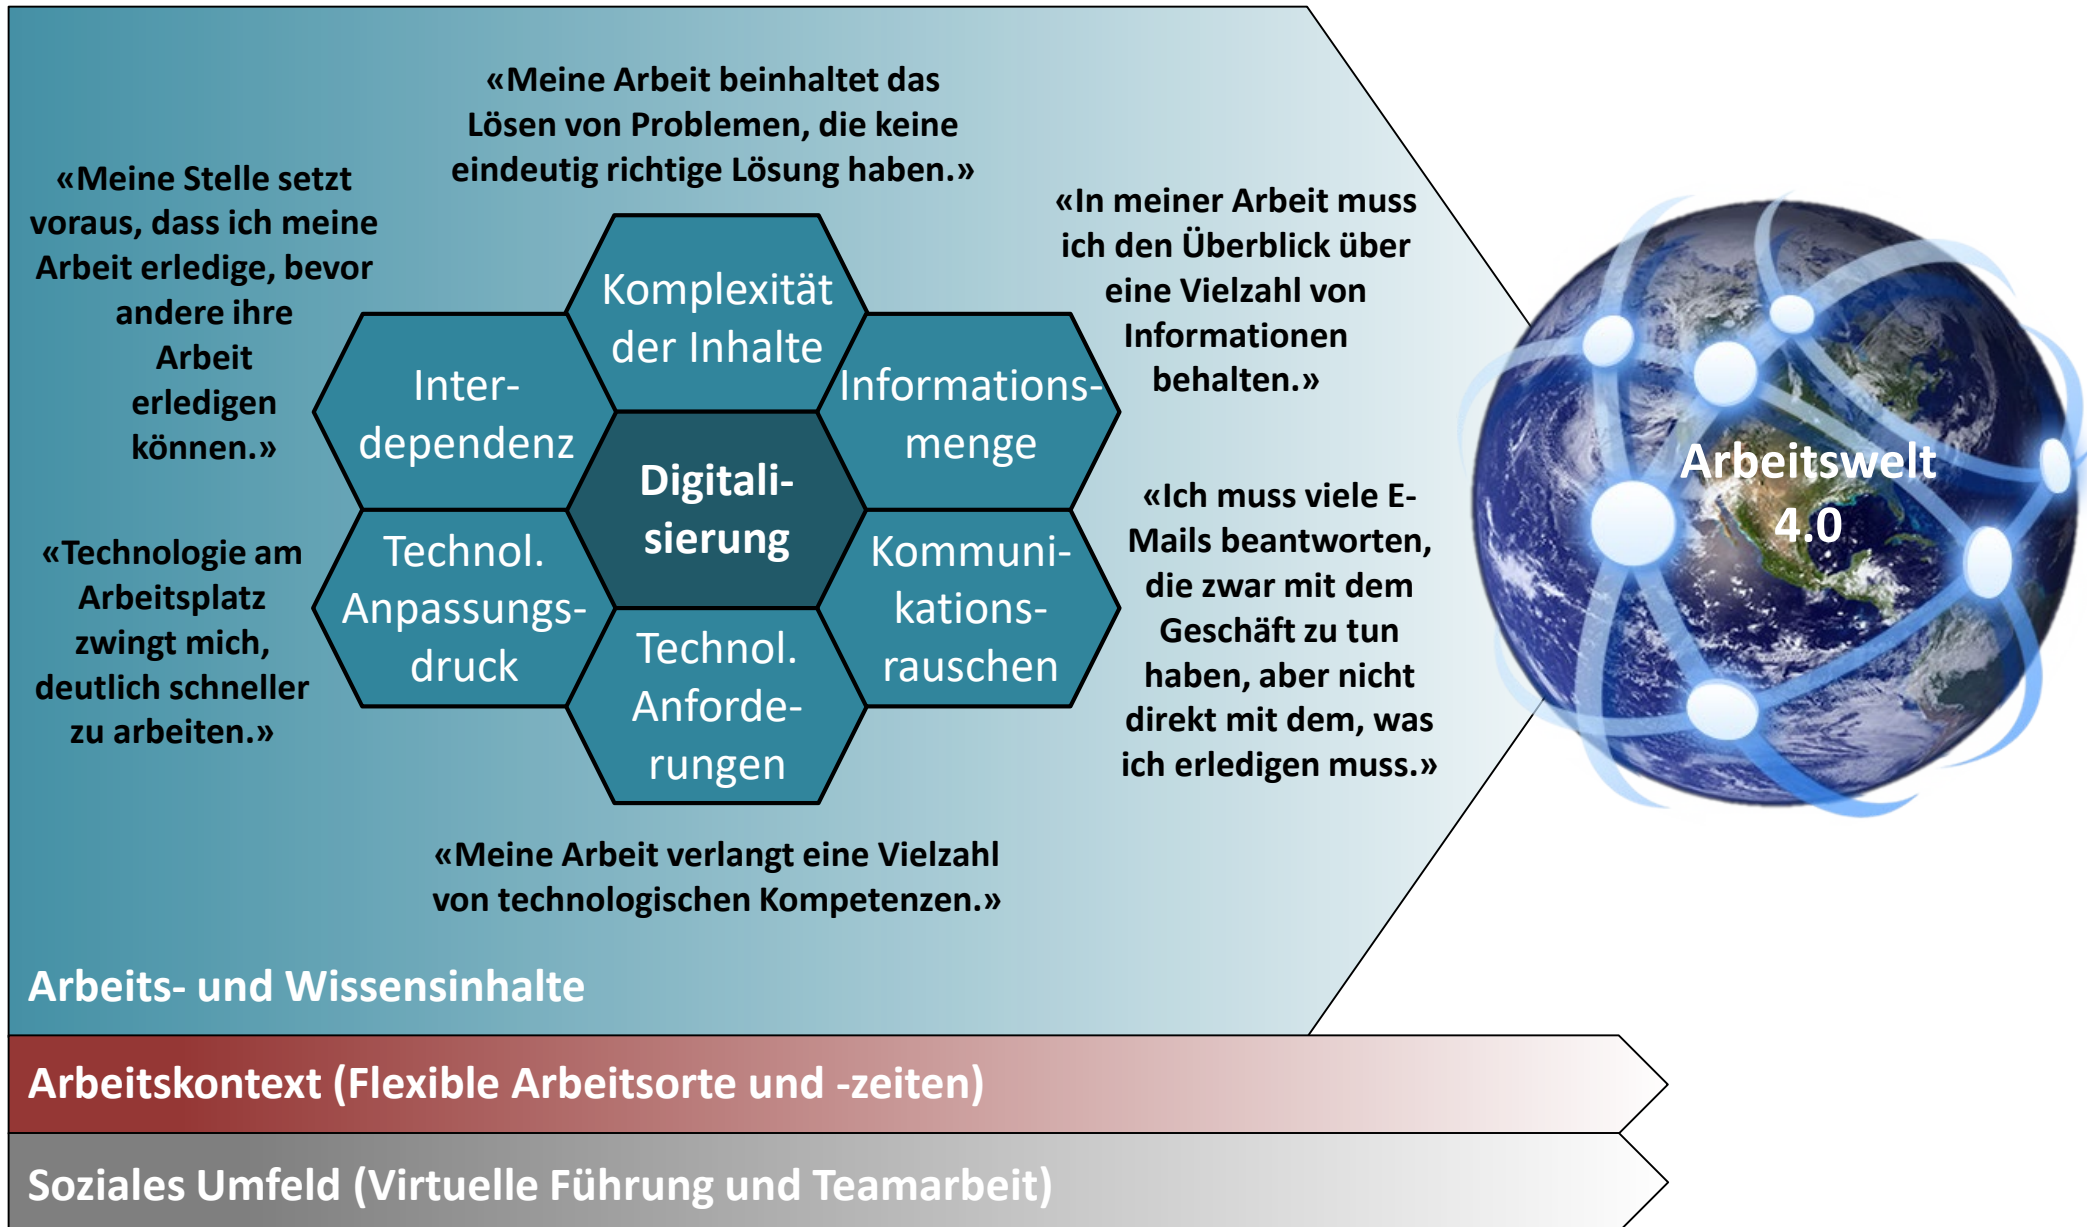 «Meine Arbeit beinhaltet das
Lösen von Problemen, die keine
eindeutig richtige Lösung haben.»
«Meine Stelle setzt
voraus, dass ich meine
Arbeit erledige, bevor
andere ihre
Arbeit
erledigen
können.»
«In meiner Arbeit muss
ich den Überblick über
eine Vielzahl von
Informationen
behalten.»
Komplexität
der Inhalte
Inter-
dependenz
Informations-
menge
Digitali-
sierung
Technol.
Anpassungs-
druck
Kommuni-
kations-
rauschen
Technol.
Anforde-
rungen
«Technologie am
Arbeitsplatz
zwingt mich,
deutlich schneller
zu arbeiten.»
«Ich muss viele E-
Mails beantworten,
die zwar mit dem
Geschäft zu tun
haben, aber nicht
direkt mit dem, was
ich erledigen muss.»
«Meine Arbeit verlangt eine Vielzahl
von technologischen Kompetenzen.»
Arbeitswelt
4.0
Arbeits- und Wissensinhalte
Arbeitskontext (Flexible Arbeitsorte und -zeiten)
Soziales Umfeld (Virtuelle Führung und Teamarbeit)